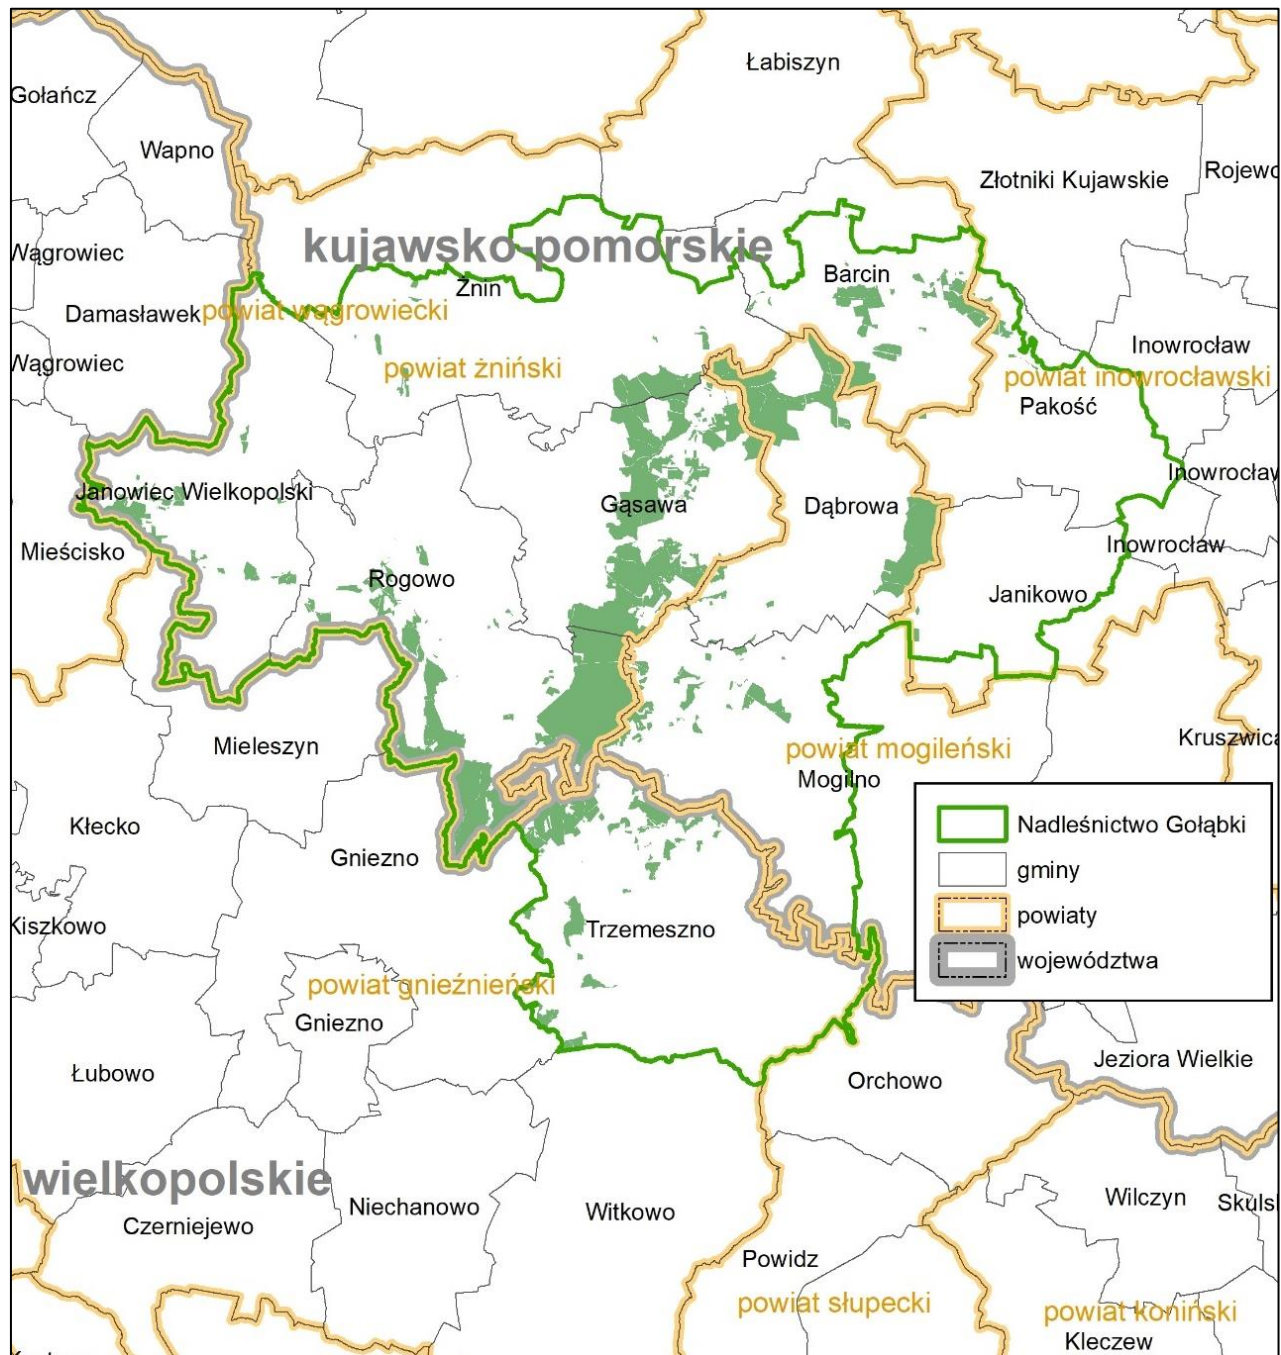 Łabiszyn
Gołańcz
Wapno
Złotniki Kujawskie
Rojewo
kujawsko-pomorskie
Wągrowiec
Barcin
Żnin
Damasławek
powiat wągrowiecki
Inowrocław
Wągrowiec
powiat żniński
powiat inowrocławski
Pakość
Inowrocław
Janowiec Wielkopolski
Gąsawa
Dąbrowa
Mieścisko
Inowrocław
Rogowo
Janikowo
Mieleszyn
powiat mogileński
Kruszwica
Mogilno
Kłecko
Nadleśnictwo Gołąbki
Gniezno
gminy
powiaty
Kiszkowo
Trzemeszno
województwa
powiat gnieźnieński
Gniezno
Łubowo
Orchowo
Jeziora Wielkie
wielkopolskie
Niechanowo
Witkowo
Wilczyn
Skulsk
Czerniejewo
Powidz
powiat słupecki
powiat koniński
Kleczew